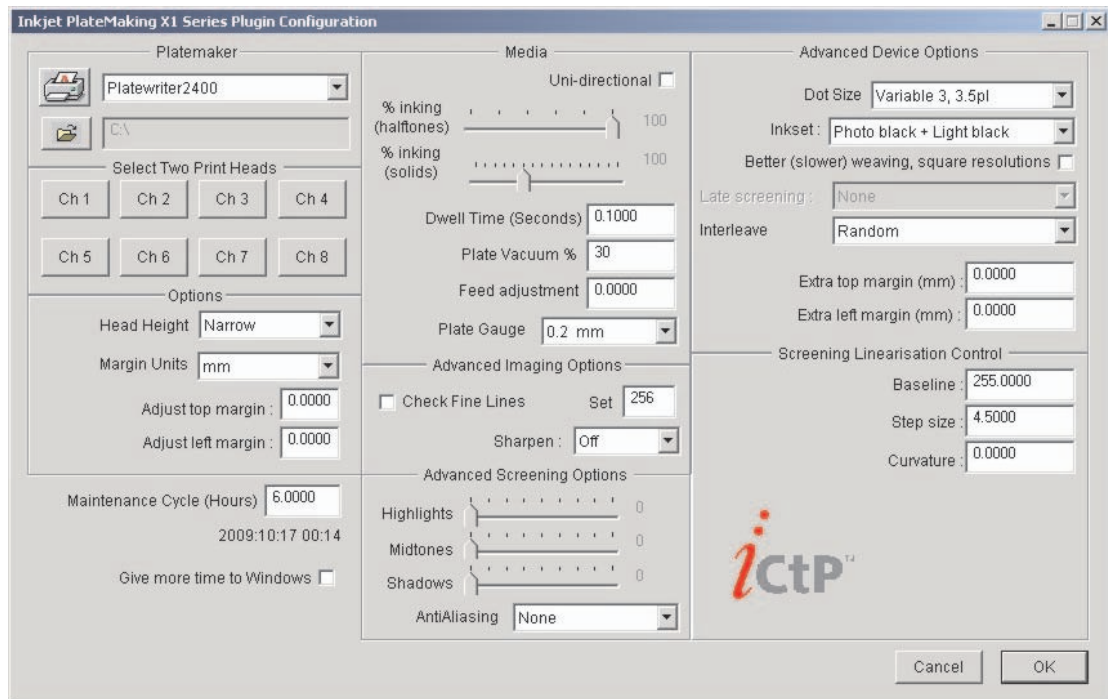 Inkjet PlateMaking X1 Series Plugin Configuration
Platemaker
Platewriter2400
C:\
Select Two Print Heads
Ch 1 Ch 2 Ch 3 Ch 4
Ch 5 Ch 6 Ch 7 Ch 8
Options
Head Height Narrow
Margin Units mm
Adjust top margin : 0.0000
Adjust left margin : 0.0000
Maintenance Cycle (Hours) 6.0000
2009:10:17 00:14
Give more time to Windows
Media
Uni-directional
% inking
(halftones) 100
% inking
(solids) 100
Dwell Time (Seconds) 0.1000
Plate Vacuum % 30
Feed adjustment 0.0000
Plate Gauge 0.2 mm
Advanced Imaging Options
Check Fine Lines Set 256
Sharpen : Off
Advanced Screening Options
Highlights 0
Midtones 0
Shadows 0
AntiAliasing None
Advanced Device Options
Dot Size Variable 3, 3.5pl
Inkset : Photo black + Light black
Better (slower) weaving, square resolutions
Late screening : None
Interleave Random
Extra top margin (mm) : 0.0000
Extra left margin (mm) : 0.0000
Screening Linearisation Control
Baseline : 255.0000
Step size : 4.5000
Curvature : 0.0000
iCtP™
Cancel OK